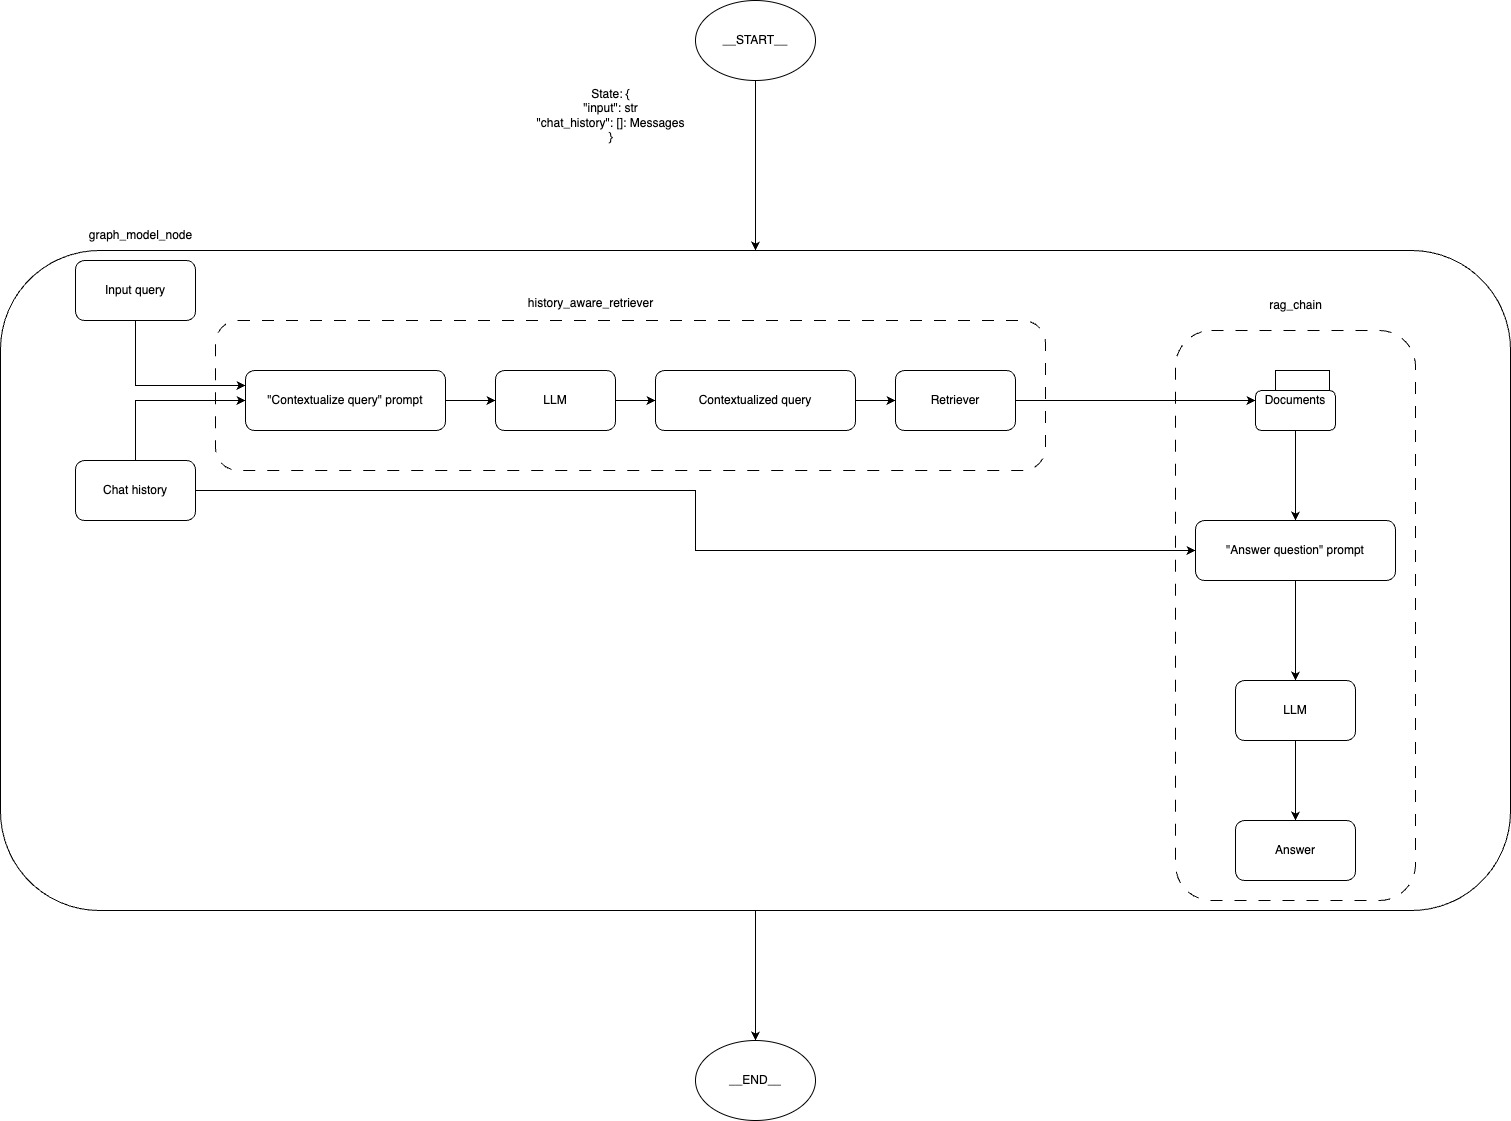 __START__
State: {
"input": str
"chat_history": []: Messages
}
graph_model_node
Input query
history_aware_retriever
rag_chain
"Contextualize query" prompt
LLM
Contextualized query
Retriever
Documents
Chat history
"Answer question" prompt
LLM
Answer
__END__